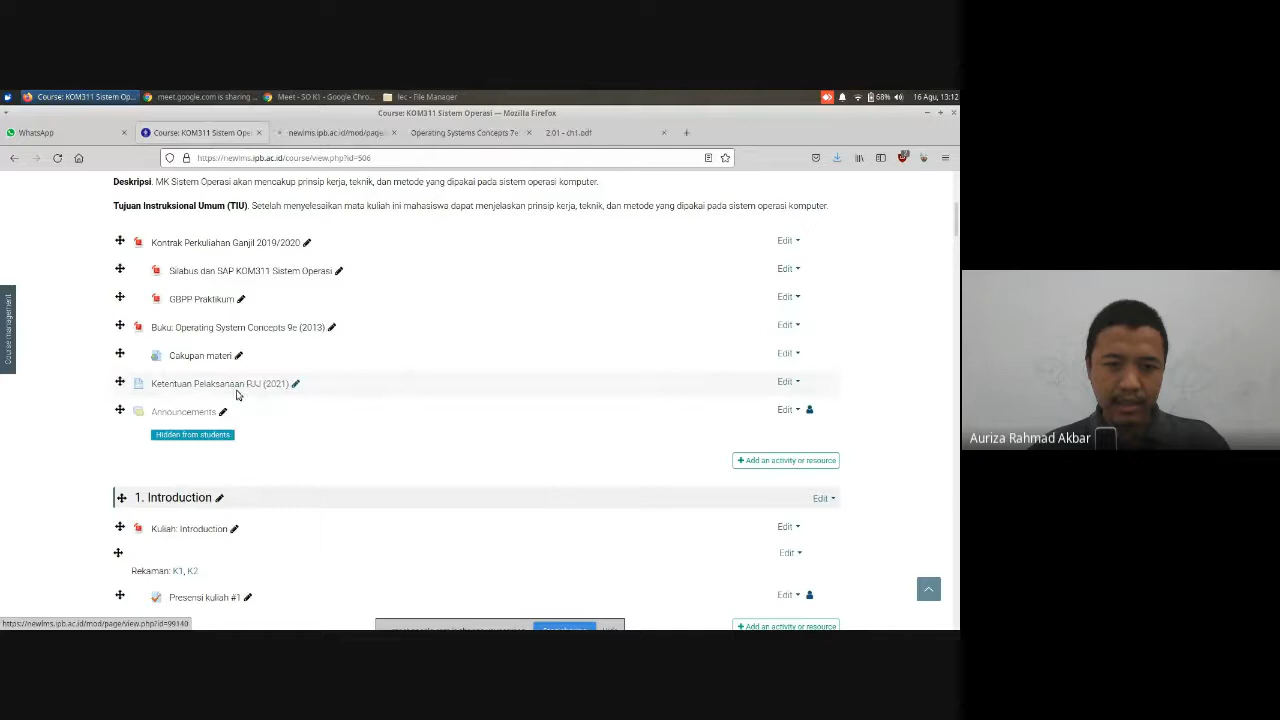 Course: KOM311 Sistem Op...
meet.google.com is sharing ...
Meet - SO K1 - Google Chro...
lec - File Manager
68%
16 Agu, 13:12
Course: KOM311 Sistem Operasi — Mozilla Firefox
WhatsApp
Course: KOM311 Sistem Ope
newlms.ipb.ac.id/mod/page/
Operating Systems Concepts 7e
2.01 - ch1.pdf
https://newlms.ipb.ac.id/course/view.php?id=506
Deskripsi. MK Sistem Operasi akan mencakup prinsip kerja, teknik, dan metode yang dipakai pada sistem operasi komputer.
Tujuan Instruksional Umum (TIU). Setelah menyelesaikan mata kuliah ini mahasiswa dapat menjelaskan prinsip kerja, teknik, dan metode yang dipakai pada sistem operasi komputer.
Kontrak Perkuliahan Ganjil 2019/2020
Edit
Silabus dan SAP KOM311 Sistem Operasi
Edit
GBPP Praktikum
Edit
Buku: Operating System Concepts 9e (2013)
Edit
Cakupan materi
Edit
Ketentuan Pelaksanaan PJJ (2021)
Edit
Announcements
Edit
Hidden from students
Add an activity or resource
Course management
1. Introduction
Edit
Kuliah: Introduction
Edit
Edit
Rekaman: K1, K2
Presensi kuliah #1
Edit
https://newlms.ipb.ac.id/mod/page/view.php?id=99140
Add an activity or resource
Auriza Rahmad Akbar